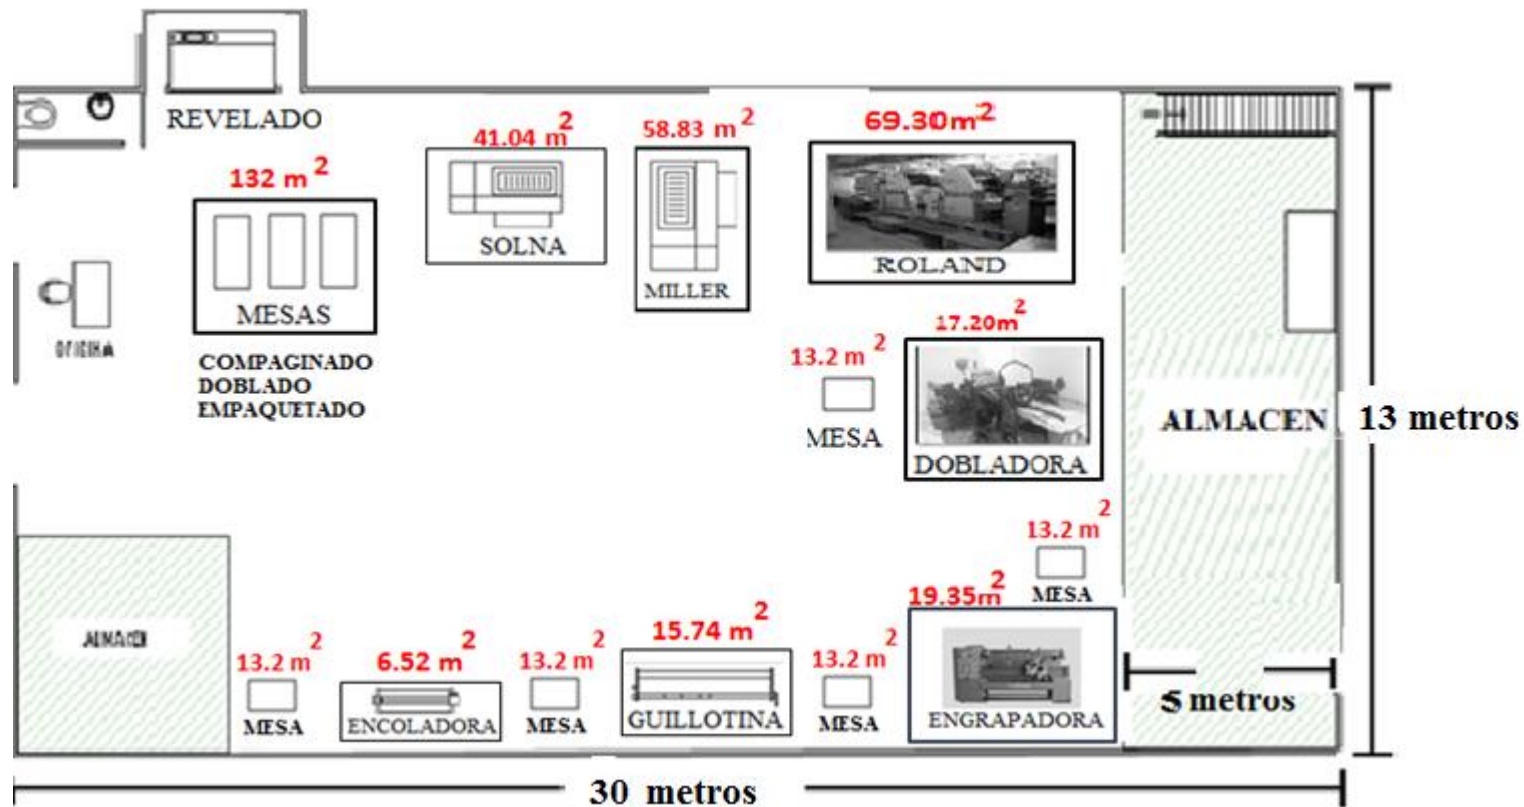 REVELADO
41.04 m²
58.83 m²
69.30m²
132 m²
SOLNA
MILLER
ROLAND
MESAS
OFICINA
COMPAGINADO
DOBLADO
EMPAQUETADO
17.20m²
13.2 m²
MESA
DOBLADORA
ALMACEN
13 metros
13.2 m²
MESA
19.35m²
ALMACEN
13.2 m²
MESA
6.52 m²
ENCOLADORA
13.2 m²
MESA
15.74 m²
GUILLOTINA
13.2 m²
MESA
ENGRAPADORA
5 metros
30 metros